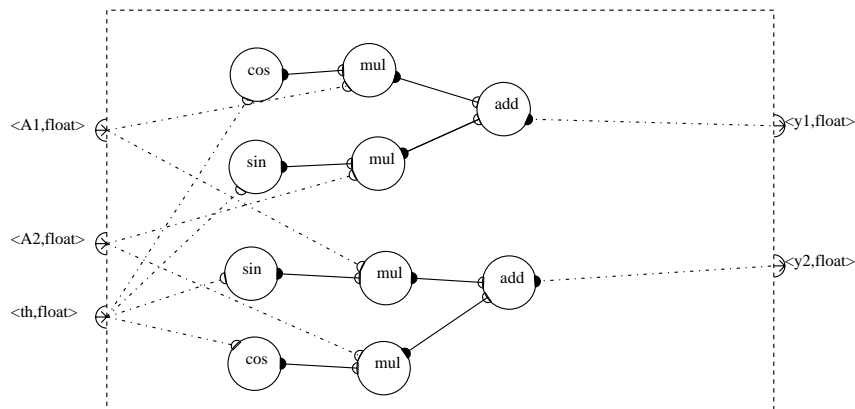 cos
mul
add
<A1,float>
<y1,float>
sin
mul
<A2,float>
sin
mul
add
<y2,float>
<th,float>
cos
mul